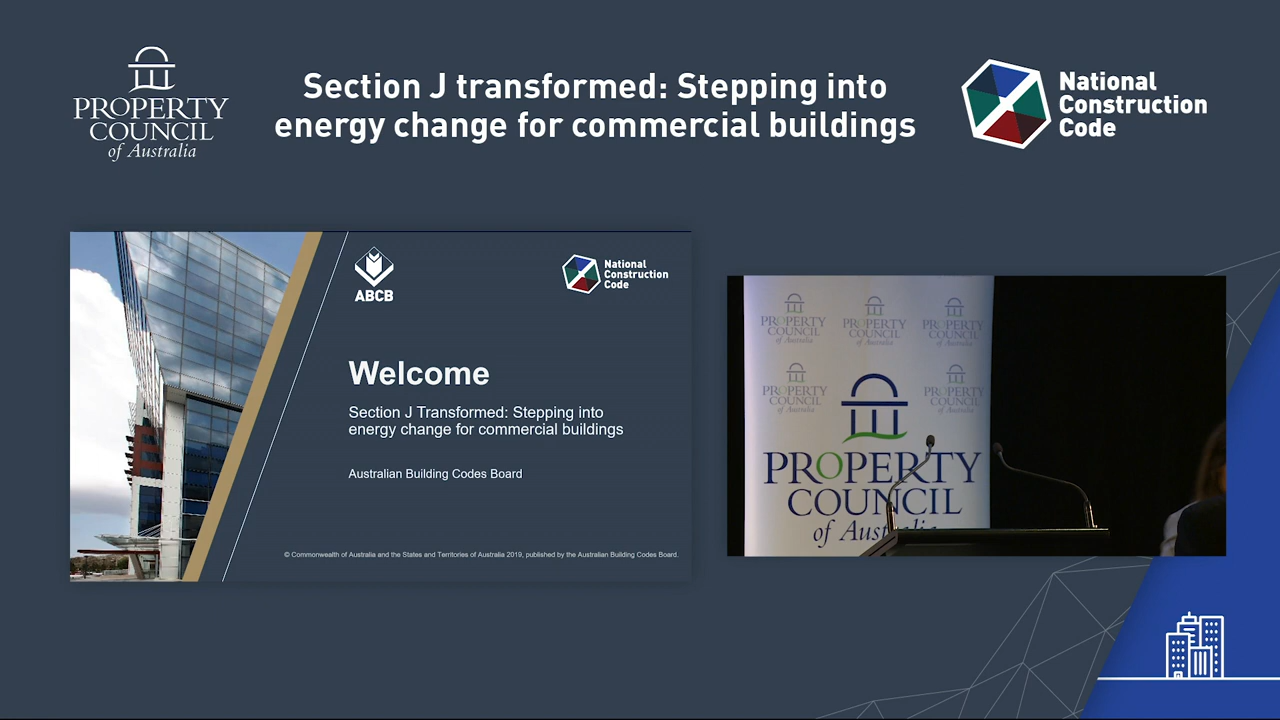 PROPERTY
COUNCIL
of Australia
Section J transformed: Stepping into
energy change for commercial buildings
National
Construction
Code
ABCB
National
Construction
Code
Welcome
Section J Transformed: Stepping into
energy change for commercial buildings
Australian Building Codes Board
© Commonwealth of Australia and the States and Territories of Australia 2019, published by the Australian Building Codes Board.
PROPERTY
COUNCIL
of Australia
PROPERTY
COUNCIL
of Australia
PROPERTY
COUNCIL
of Australia
PROPERTY
COUNCIL
of Australia
PROPERTY
COUNCIL
of Australia
PROPERTY
COUNCIL
of Australia